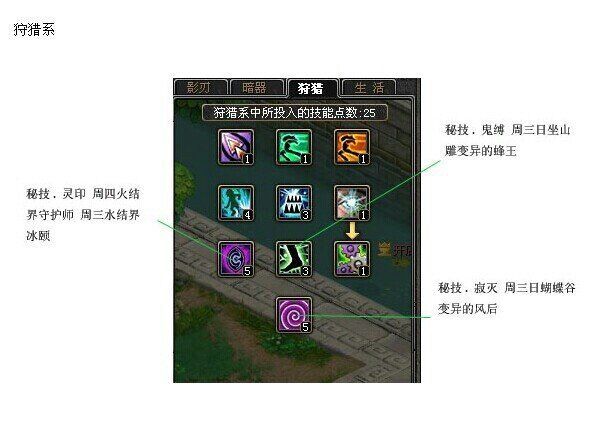 狩猎系
影刃 暗器 狩猎 生 活
狩猎系中所投入的技能点数:25
1 1 1
秘技．鬼缚 周三日坐山
雕变异的蜂王
秘技．灵印 周四火结
界守护师 周三水结界
冰颐
4 3 1
5 3 1
秘技．寂灭 周三日蝴蝶谷
变异的风后
5